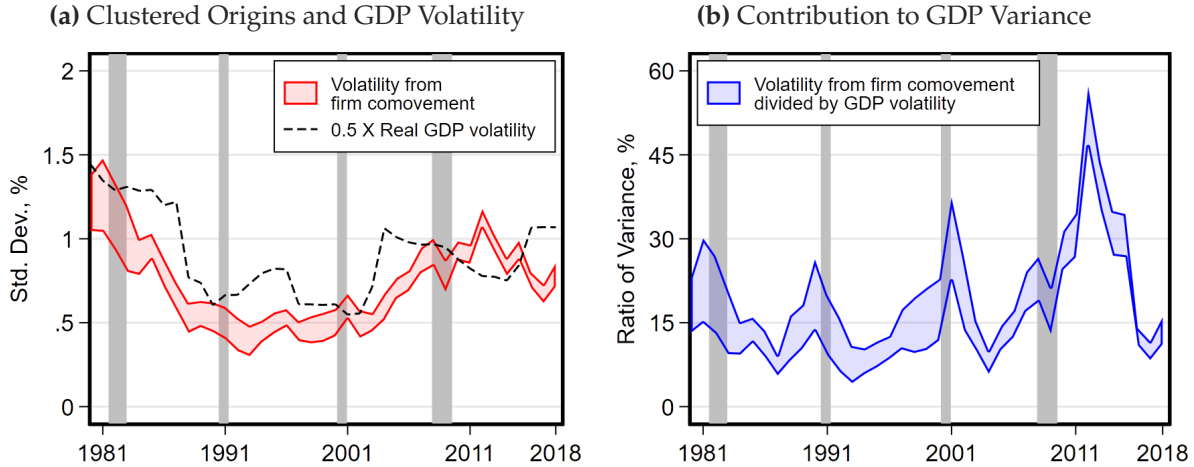 (a) Clustered Origins and GDP Volatility
Std. Dev., %
2
1.5
1
.5
0
Volatility from
firm comovement
0.5 X Real GDP volatility
1981 1991 2001 2011 2018
(b) Contribution to GDP Variance
Ratio of Variance, %
60
45
30
15
0
Volatility from firm comovement
divided by GDP volatility
1981 1991 2001 2011 2018